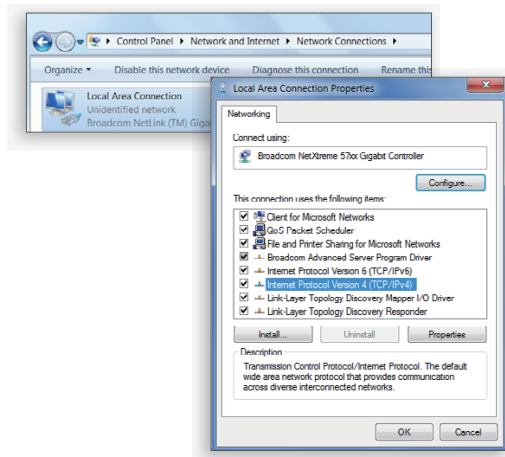 Control Panel ▸ Network and Internet ▸ Network Connections ▸
Organize ▾ Disable this network device Diagnose this connection Rename this
Local Area Connection
Unidentified network
Broadcom NetLink (TM) Giga
Local Area Connection Properties
Networking
Connect using:
Broadcom NetXtreme 57xx Gigabit Controller
Configure...
This connection uses the following items:
Client for Microsoft Networks
QoS Packet Scheduler
File and Printer Sharing for Microsoft Networks
Broadcom Advanced Server Program Driver
Internet Protocol Version 6 (TCP/IPv6)
Internet Protocol Version 4 (TCP/IPv4)
Link-Layer Topology Discovery Mapper I/O Driver
Link-Layer Topology Discovery Responder
Install... Uninstall Properties
Description
Transmission Control Protocol/Internet Protocol. The default
wide area network protocol that provides communication
across diverse interconnected networks.
OK Cancel